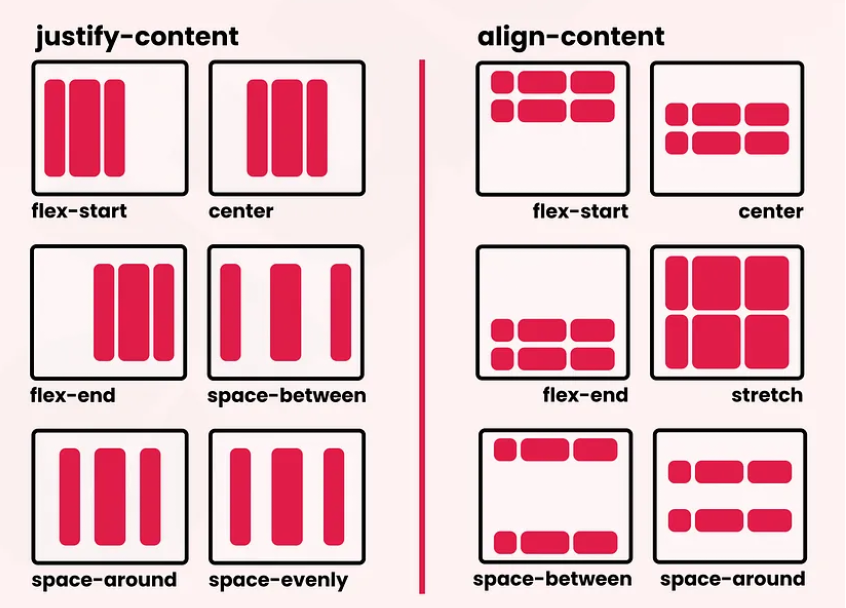 justify-content
flex-start
center
flex-end
space-between
space-around
space-evenly
align-content
flex-start
center
flex-end
stretch
space-between
space-around